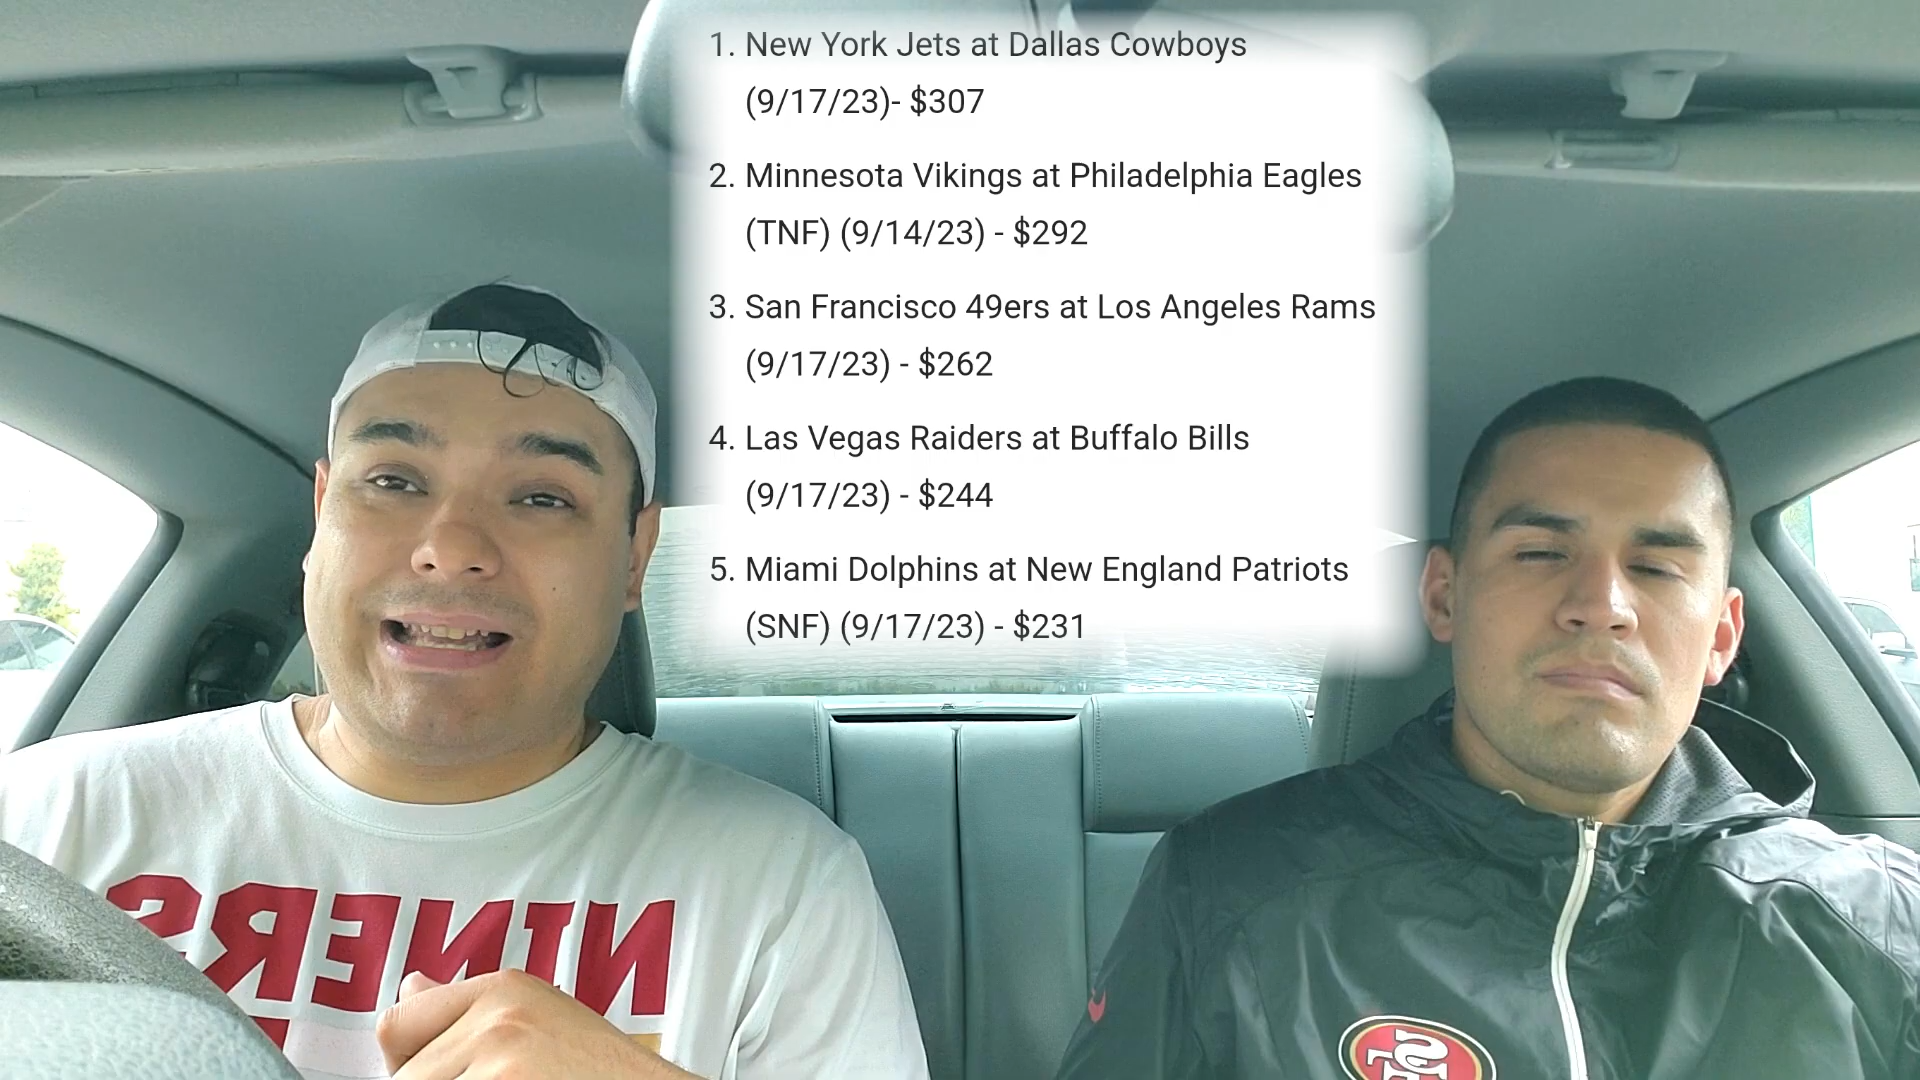 1. New York Jets at Dallas Cowboys
(9/17/23)- $307
2. Minnesota Vikings at Philadelphia Eagles
(TNF) (9/14/23) - $292
3. San Francisco 49ers at Los Angeles Rams
(9/17/23) - $262
4. Las Vegas Raiders at Buffalo Bills
(9/17/23) - $244
5. Miami Dolphins at New England Patriots
(SNF) (9/17/23) - $231
NINERS
SF